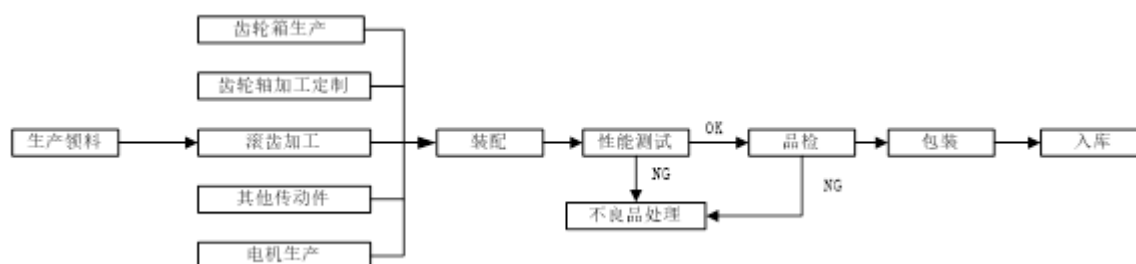 齿轮箱生产
齿轮轴加工定制
生产领料
滚齿加工
装配
性能测试
OK
品检
包装
入库
NG
NG
其他传动件
不良品处理
电机生产